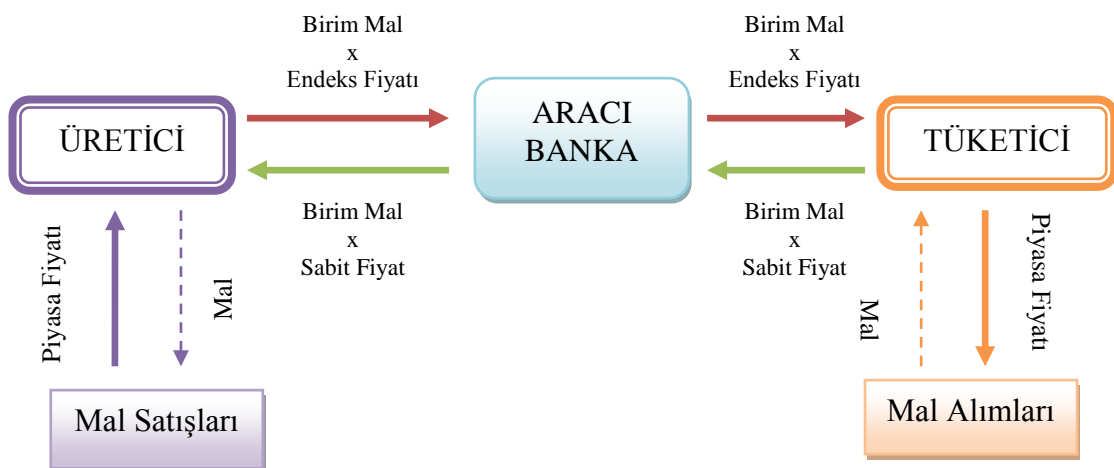 Birim Mal
x
Endeks Fiyatı
Birim Mal
x
Endeks Fiyatı
ÜRETİCİ
ARACI
BANKA
TÜKETİCİ
Birim Mal
x
Sabit Fiyat
Birim Mal
x
Sabit Fiyat
Piyasa Fiyatı
Mal
Mal
Piyasa Fiyatı
Mal Satışları
Mal Alımları